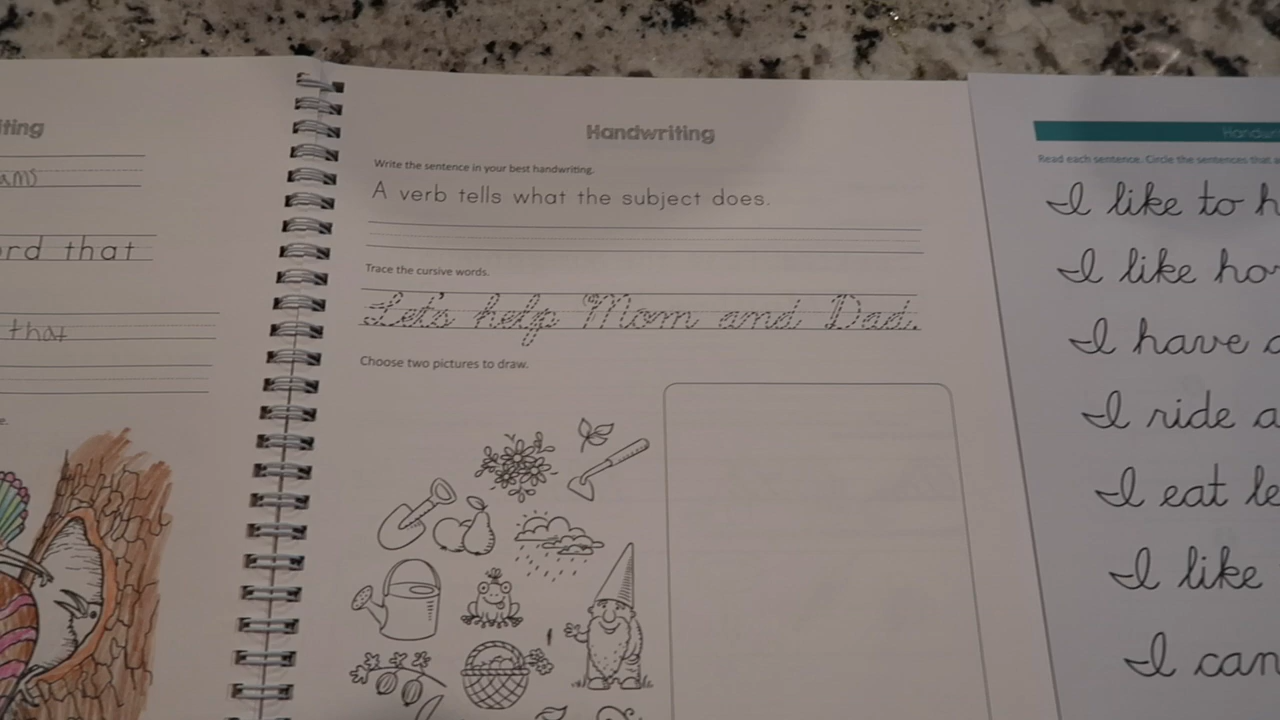 ord that
that
Handwriting
Write the sentence in your best handwriting.
A verb tells what the subject does.
Trace the cursive words.
Let's help Mom and Dad.
Choose two pictures to draw.
Read each sentence. Circle the sentences that
I like to h
I like ho
I have
I ride a
I eat le
I like
I can